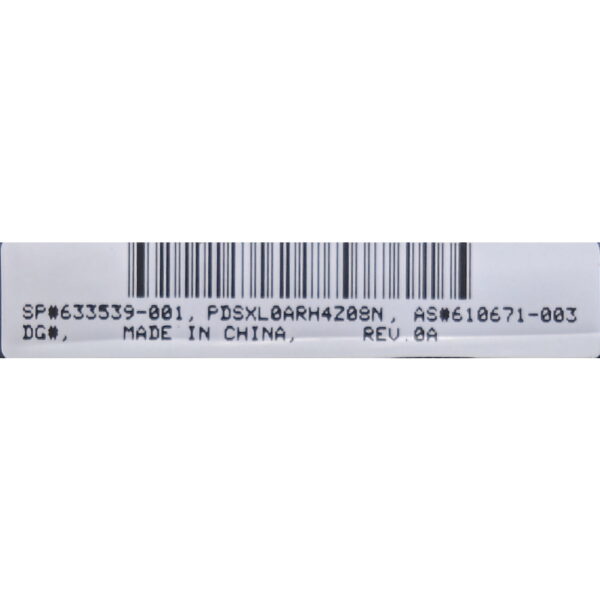 SP#633539-001, PDSXL0ARH4Z08N, AS#610671-003
DG#, MADE IN CHINA, REV.0A